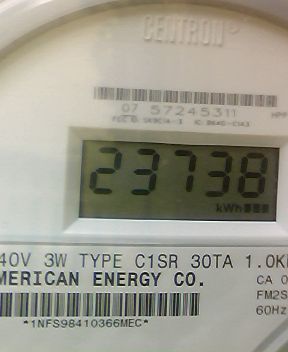 CENTRON®
07 57245311
23738
kWh
40V 3W TYPE C1SR 30TA 1.0K
MERICAN ENERGY CO.
CA 0
FM2S
60Hz
*1NFS98410366MEC*